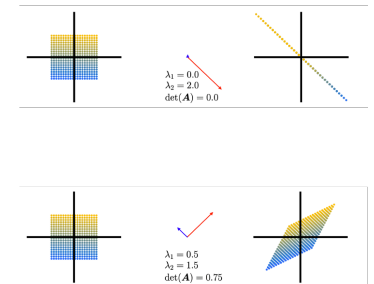 λ₁ = 0.0
λ₂ = 2.0
det(A) = 0.0
λ₁ = 0.5
λ₂ = 1.5
det(A) = 0.75